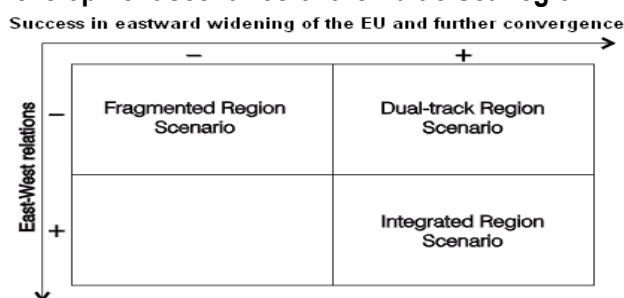 Success in eastward widening of the EU and further convergence
− +
Fragmented Region
Scenario
Dual-track Region
Scenario
East-West relations
−
+
Integrated Region
Scenario